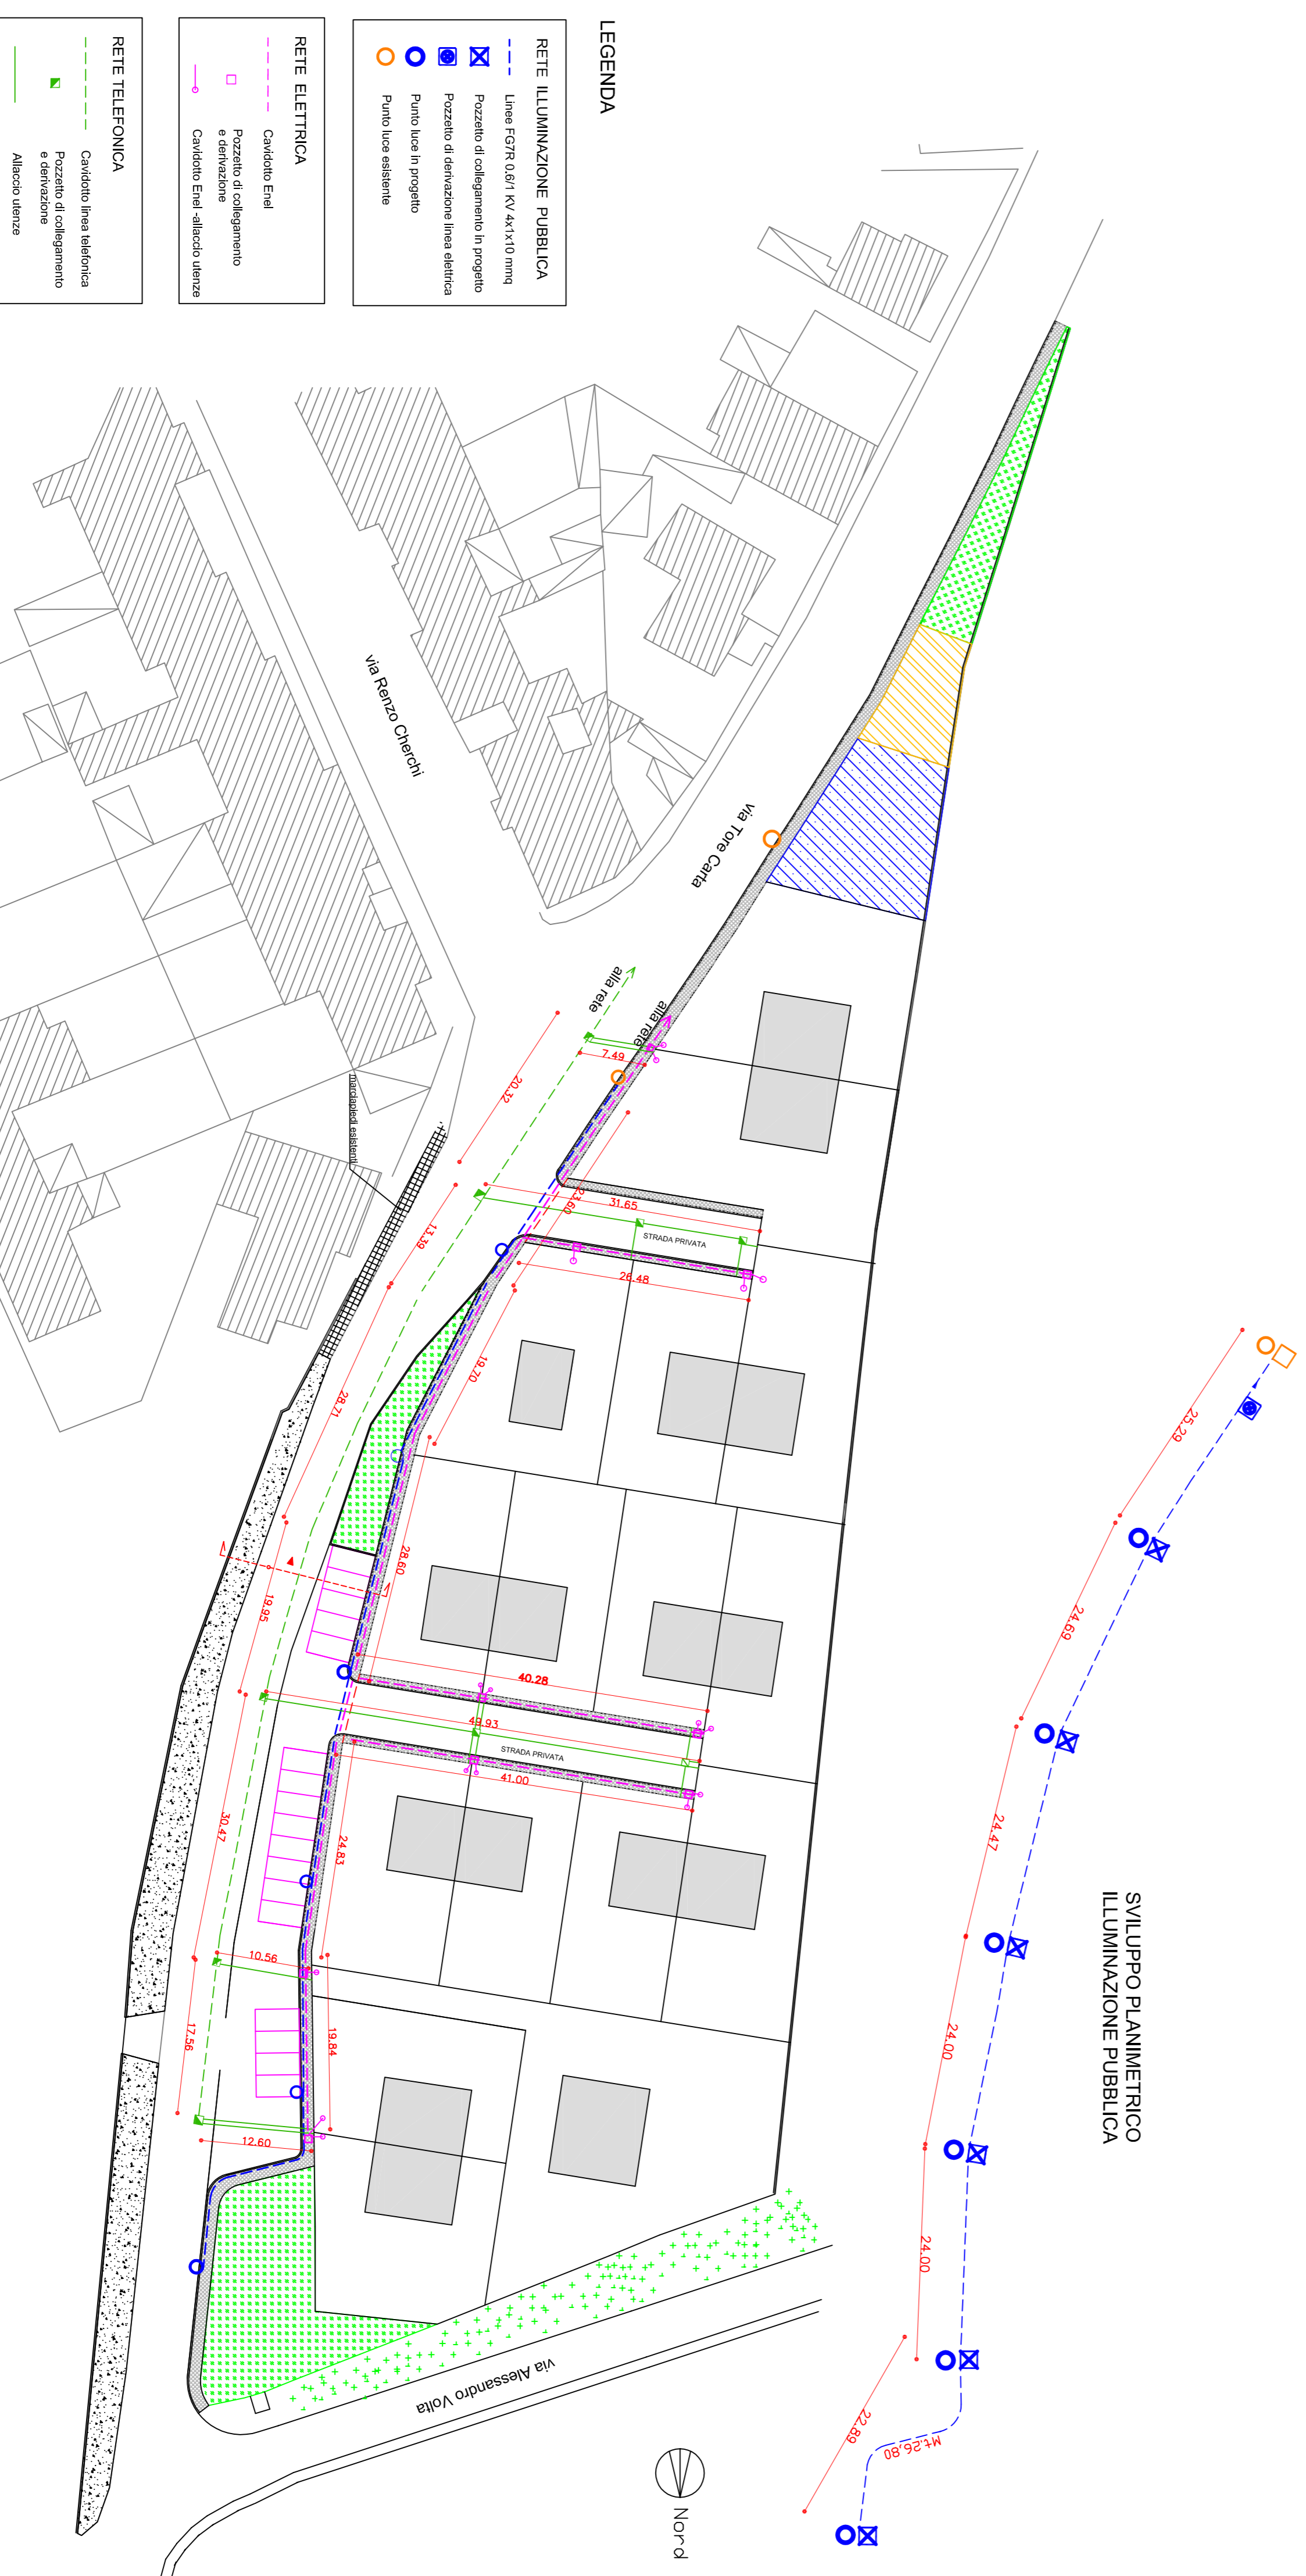 LEGENDA
RETE ILLUMINAZIONE PUBBLICA
Linee FG7R 0.6/1 KV 4x1x10 mmq
Pozzetto di collegamento in progetto
Pozzetto di derivazione linea elettrica
Punto luce in progetto
Punto luce esistente
RETE ELETTRICA
Cavidotto Enel
Pozzetto di collegamento
e derivazione
Cavidotto Enel -allaccio utenze
RETE TELEFONICA
Cavidotto linea telefonica
Pozzetto di collegamento
e derivazione
Allaccio utenze
via Renzo Cherchi
via Tore Carta
alla rete
alla rete
7.49
20.32
marciapiedi esistenti
13.39
23.60
31.65
STRADA PRIVATA
26.48
19.70
28.71
28.60
19.95
40.28
49.93
STRADA PRIVATA
41.00
24.83
30.47
10.56
19.84
17.56
12.60
via Alessandro Volta
Nord
SVILUPPO PLANIMETRICO
ILLUMINAZIONE PUBBLICA
25.29
24.69
24.47
24.00
24.00
22.89
Mt.26,80